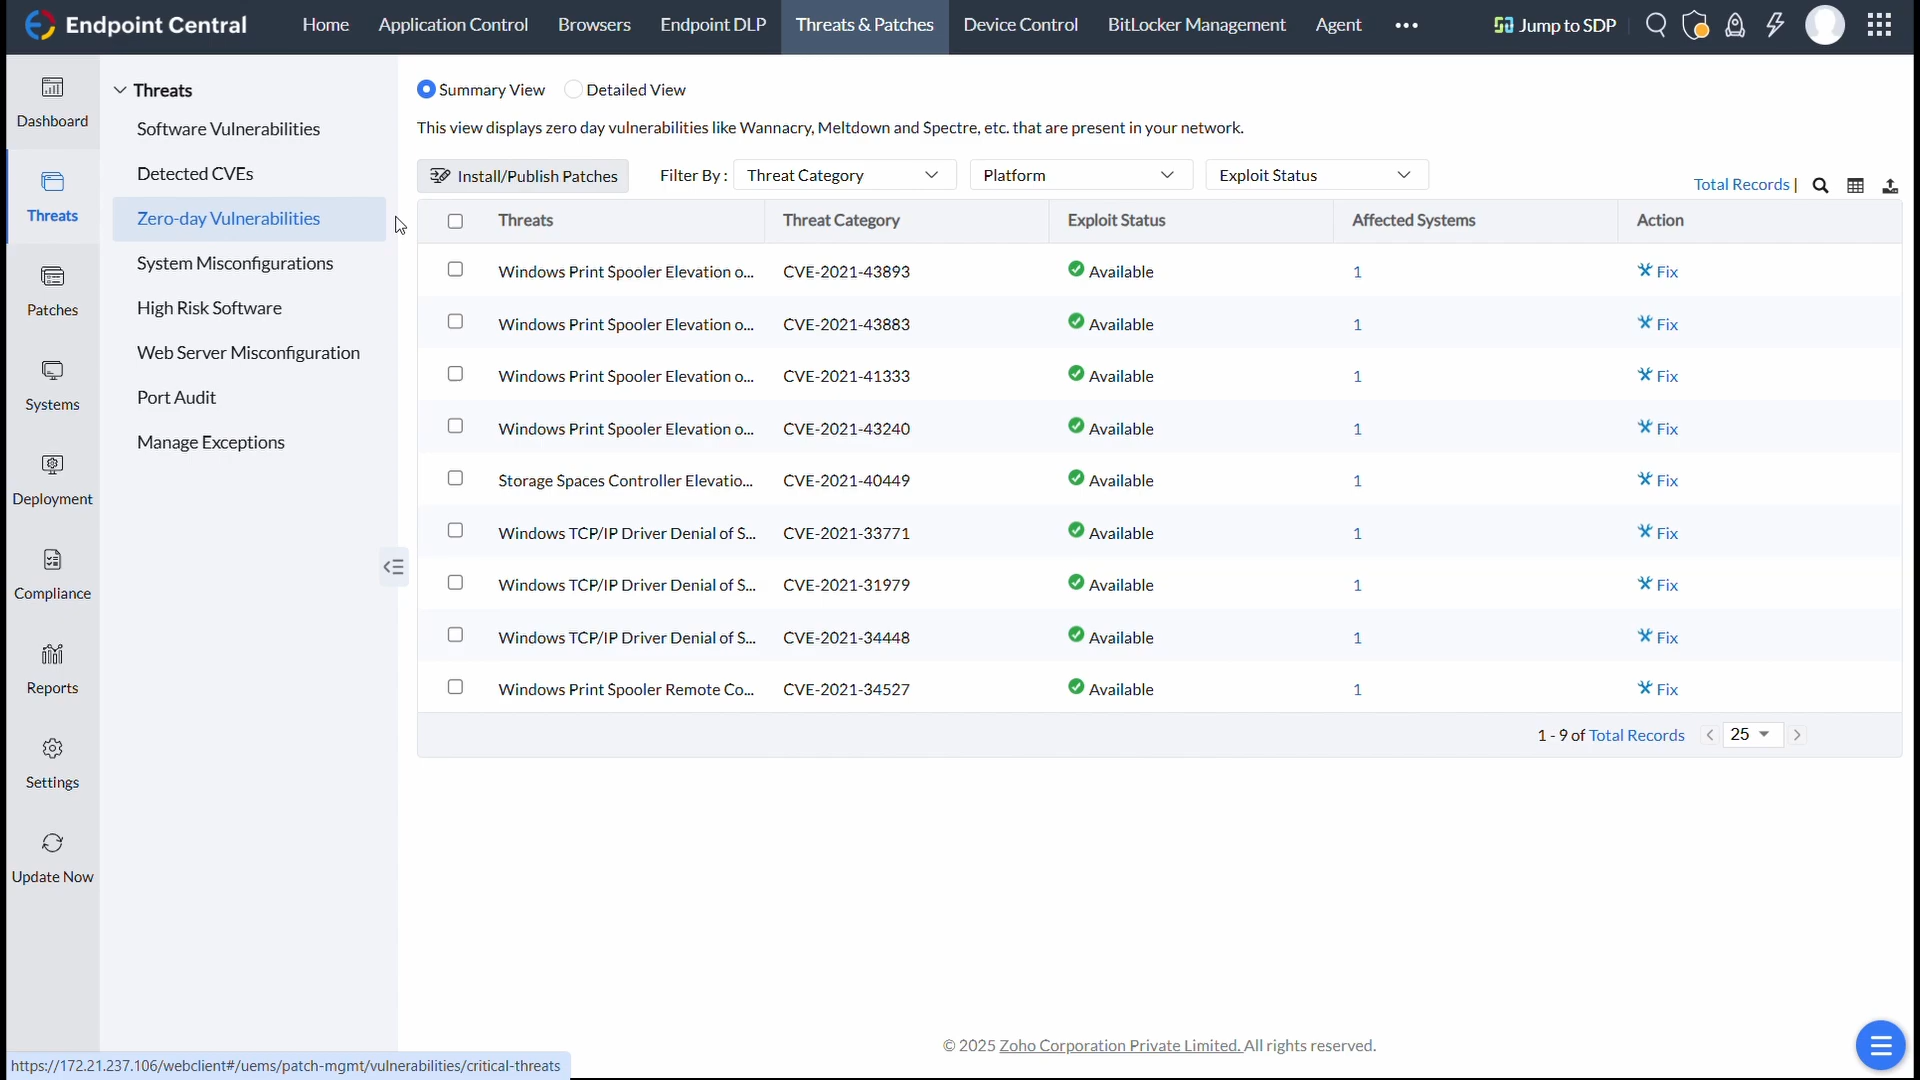 Endpoint Central
Home Application Control Browsers Endpoint DLP Threats & Patches Device Control BitLocker Management Agent ••• Jump to SDP
Dashboard
Threats
Patches
Systems
Deployment
Compliance
Reports
Settings
Update Now
Threats
Software Vulnerabilities
Detected CVEs
Zero-day Vulnerabilities
System Misconfigurations
High Risk Software
Web Server Misconfiguration
Port Audit
Manage Exceptions
Summary View Detailed View
This view displays zero day vulnerabilities like Wannacry, Meltdown and Spectre, etc. that are present in your network.
Install/Publish Patches Filter By : Threat Category Platform Exploit Status Total Records |
Threats Threat Category Exploit Status Affected Systems Action
Windows Print Spooler Elevation o... CVE-2021-43893 Available 1 Fix
Windows Print Spooler Elevation o... CVE-2021-43883 Available 1 Fix
Windows Print Spooler Elevation o... CVE-2021-41333 Available 1 Fix
Windows Print Spooler Elevation o... CVE-2021-43240 Available 1 Fix
Storage Spaces Controller Elevatio... CVE-2021-40449 Available 1 Fix
Windows TCP/IP Driver Denial of S... CVE-2021-33771 Available 1 Fix
Windows TCP/IP Driver Denial of S... CVE-2021-31979 Available 1 Fix
Windows TCP/IP Driver Denial of S... CVE-2021-34448 Available 1 Fix
Windows Print Spooler Remote Co... CVE-2021-34527 Available 1 Fix
1 - 9 of Total Records 25
© 2025 Zoho Corporation Private Limited. All rights reserved.
https://172.21.237.106/webclient#/uems/patch-mgmt/vulnerabilities/critical-threats